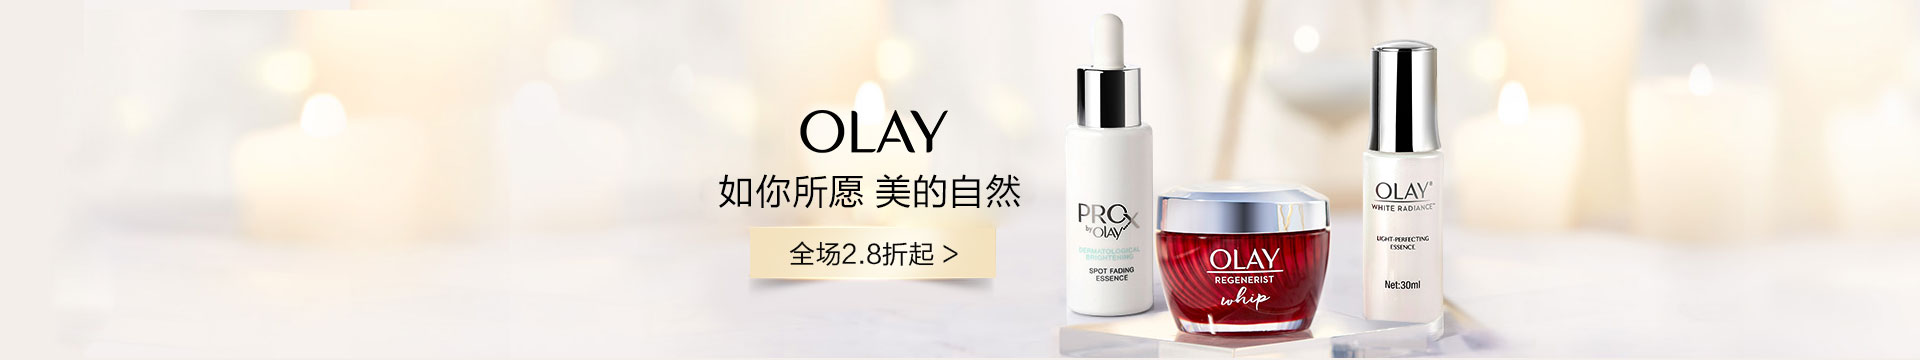 OLAY
如你所愿 美的自然
全场2.8折起 >
PROX
by OLAY
DERMATOLOGICAL
BRIGHTENING
SPOT FADING
ESSENCE
OLAY
REGENERIST
whip
OLAY®
WHITE RADIANCE™
LIGHT-PERFECTING
ESSENCE
Net:30ml